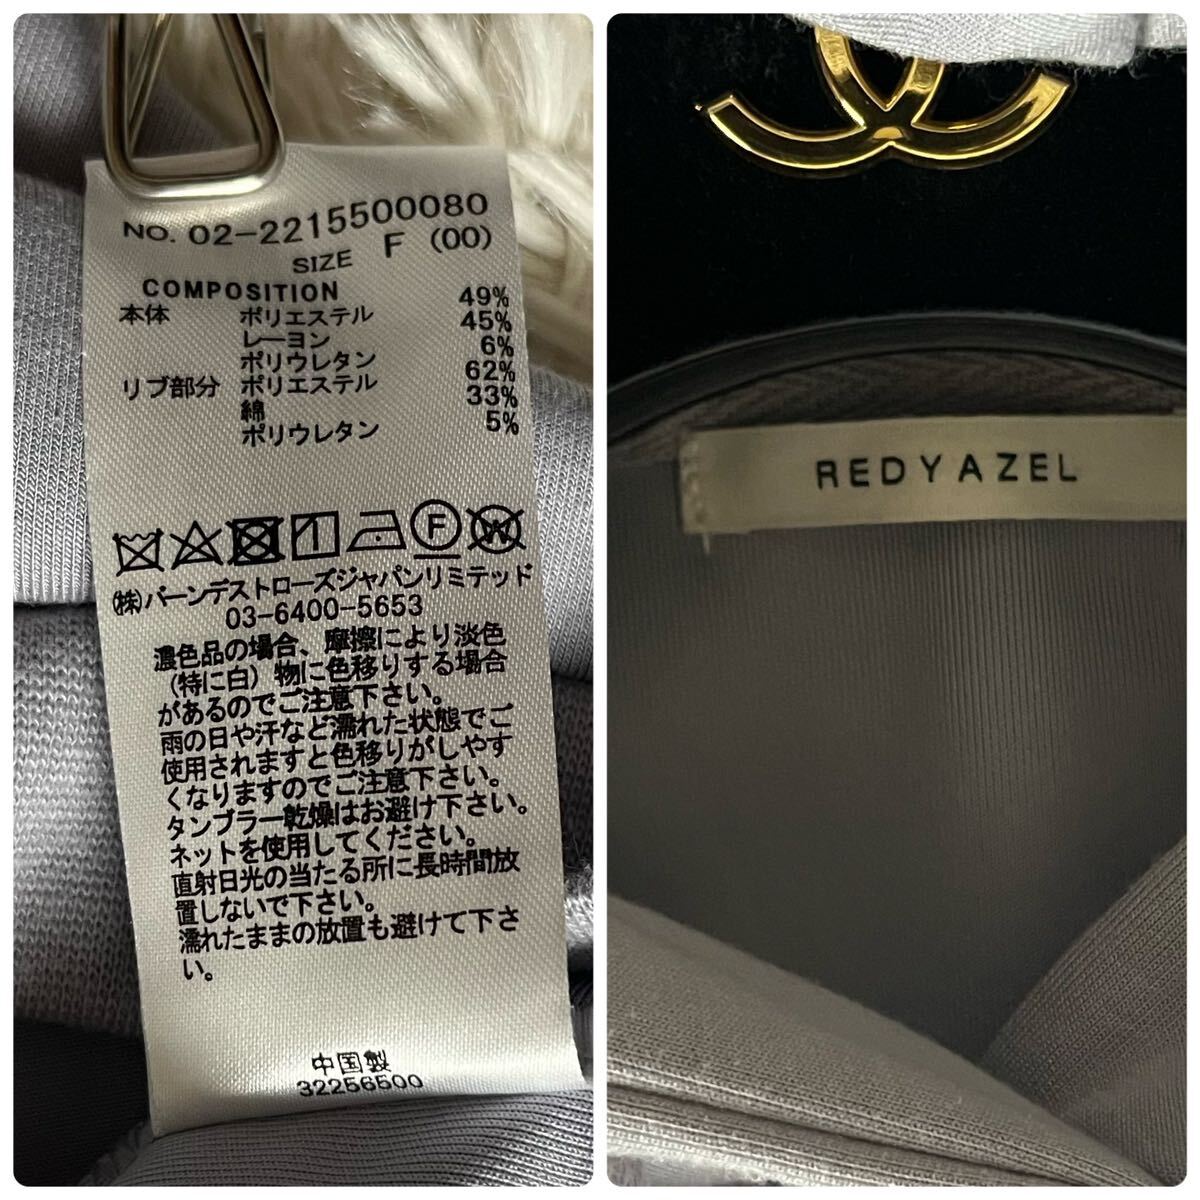 NO. 02-2215500080
SIZE F (00)
COMPOSITION
本体 ポリエステル 49%
レーヨン 45%
ポリウレタン 6%
リブ部分 ポリエステル 62%
綿 33%
ポリウレタン 5%
F W
(株)バーンデストローズジャパンリミテッド
03-6400-5653
濃色品の場合、摩擦により淡色
(特に白)物に色移りする場合
があるのでご注意下さい。
雨の日や汗など濡れた状態でご
使用されますと色移りがしやす
くなりますのでご注意下さい。
タンブラー乾燥はお避け下さい。
ネットを使用してください。
直射日光の当たる所に長時間放
置しないで下さい。
濡れたままの放置も避けて下さ
い。
中国製
32256500
REDYAZEL